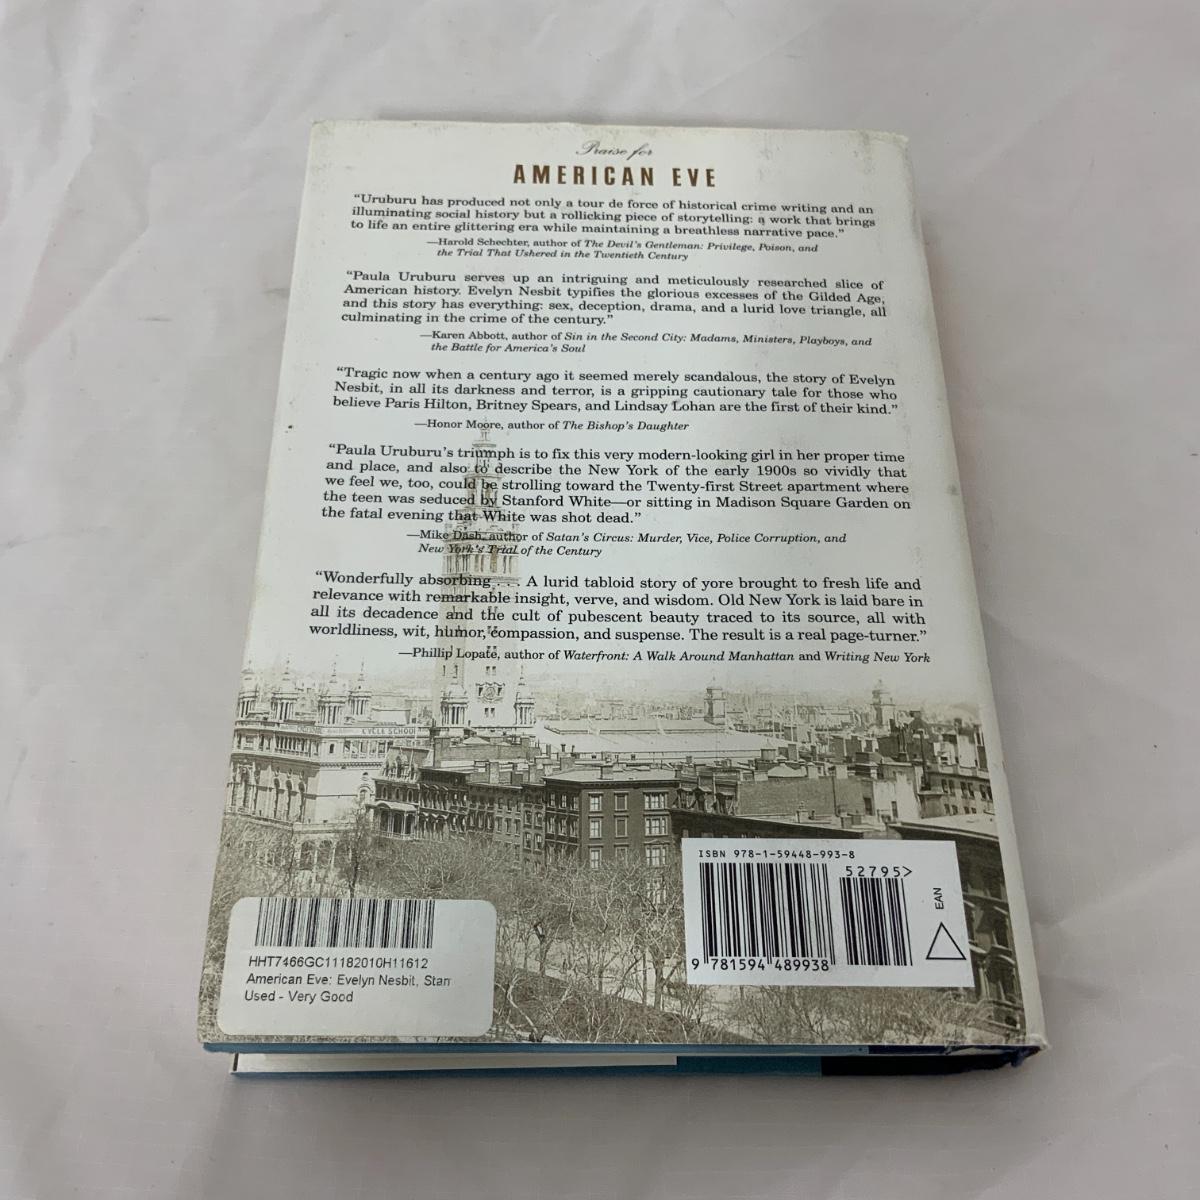 Praise for
AMERICAN EVE
“Uruburu has produced not only a tour de force of historical crime writing and an
illuminating social history but a rollicking piece of storytelling: a work that brings
to life an entire glittering era while maintaining a breathless narrative pace.”
—Harold Schechter, author of The Devil's Gentleman: Privilege, Poison, and
the Trial That Ushered in the Twentieth Century
“Paula Uruburu serves up an intriguing and meticulously researched slice of
American history. Evelyn Nesbit typifies the glorious excesses of the Gilded Age,
and this story has everything: sex, deception, drama, and a lurid love triangle, all
culminating in the crime of the century.”
—Karen Abbott, author of Sin in the Second City: Madams, Ministers, Playboys, and
the Battle for America's Soul
“Tragic now when a century ago it seemed merely scandalous, the story of Evelyn
Nesbit, in all its darkness and terror, is a gripping cautionary tale for those who
believe Paris Hilton, Britney Spears, and Lindsay Lohan are the first of their kind.”
—Honor Moore, author of The Bishop's Daughter
“Paula Uruburu's triumph is to fix this very modern-looking girl in her proper time
and place, and also to describe the New York of the early 1900s so vividly that
we feel we, too, could be strolling toward the Twenty-first Street apartment where
the teen was seduced by Stanford White—or sitting in Madison Square Garden on
the fatal evening that White was shot dead.”
—Mike Dash, author of Satan's Circus: Murder, Vice, Police Corruption, and
New York's Trial of the Century
“Wonderfully absorbing . . . A lurid tabloid story of yore brought to fresh life and
relevance with remarkable insight, verve, and wisdom. Old New York is laid bare in
all its decadence and the cult of pubescent beauty traced to its source, all with
worldliness, wit, humor, compassion, and suspense. The result is a real page-turner.”
—Phillip Lopate, author of Waterfront: A Walk Around Manhattan and Writing New York
CYCLE SCHOOL
ISBN 978-1-59448-993-8
52795>
EAN
9 781594 489938
HHT7466GC11182010H11612
American Eve: Evelyn Nesbit, Stan
Used - Very Good